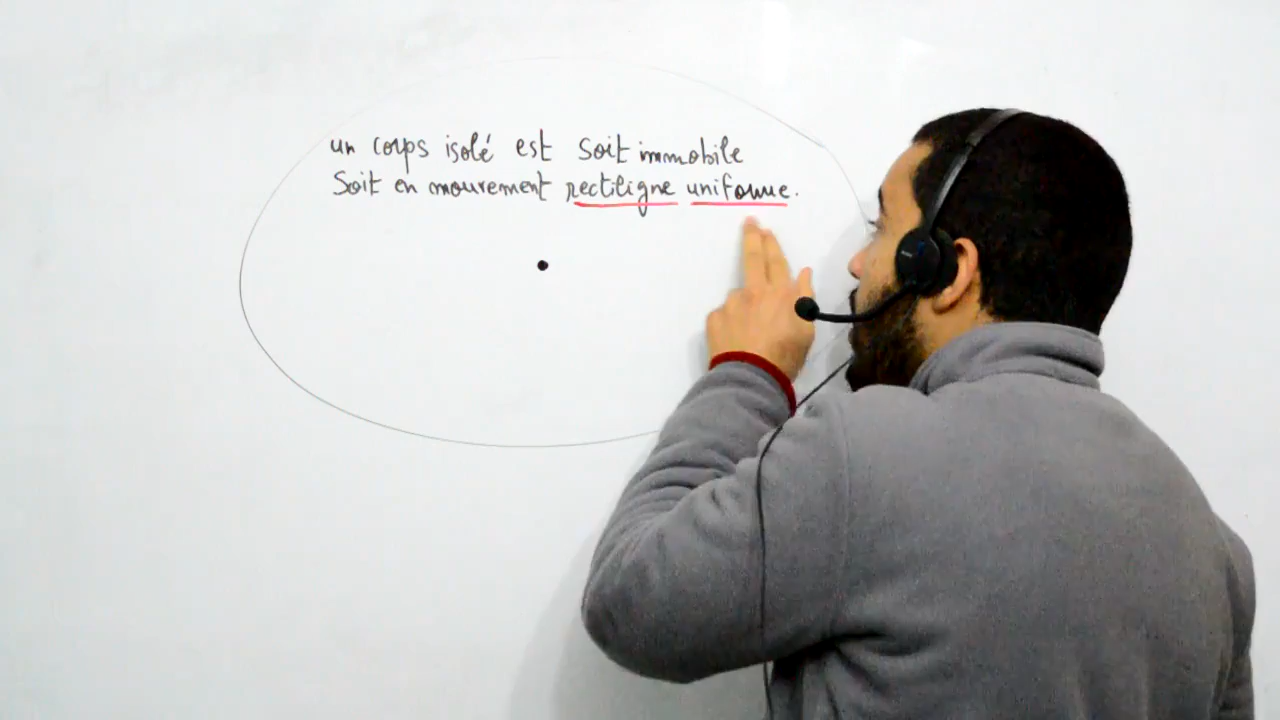 un corps isolé est soit immobile
Soit en mouvement rectiligne uniforme.